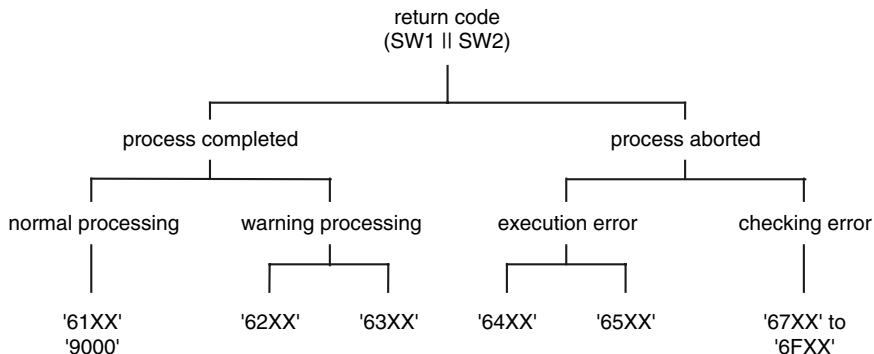 return code
(SW1 || SW2)
process completed
process aborted
normal processing
warning processing
execution error
checking error
'61XX'
'9000'
'62XX'
'63XX'
'64XX'
'65XX'
'67XX' to
'6FXX'